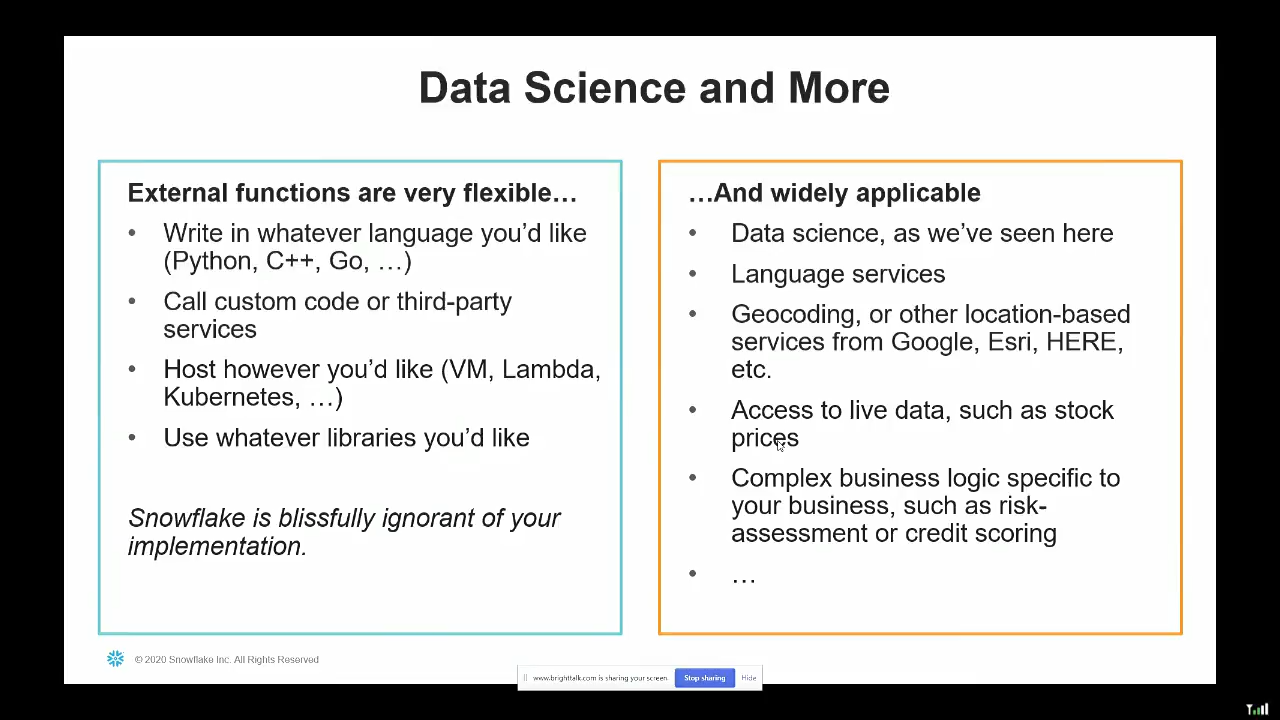 Data Science and More
External functions are very flexible…
• Write in whatever language you’d like
(Python, C++, Go, …)
• Call custom code or third-party
services
• Host however you’d like (VM, Lambda,
Kubernetes, …)
• Use whatever libraries you’d like
Snowflake is blissfully ignorant of your
implementation.
…And widely applicable
• Data science, as we’ve seen here
• Language services
• Geocoding, or other location-based
services from Google, Esri, HERE,
etc.
• Access to live data, such as stock
prices
• Complex business logic specific to
your business, such as risk-
assessment or credit scoring
• …
© 2020 Snowflake Inc. All Rights Reserved
www.brighttalk.com is sharing your screen. Stop sharing Hide